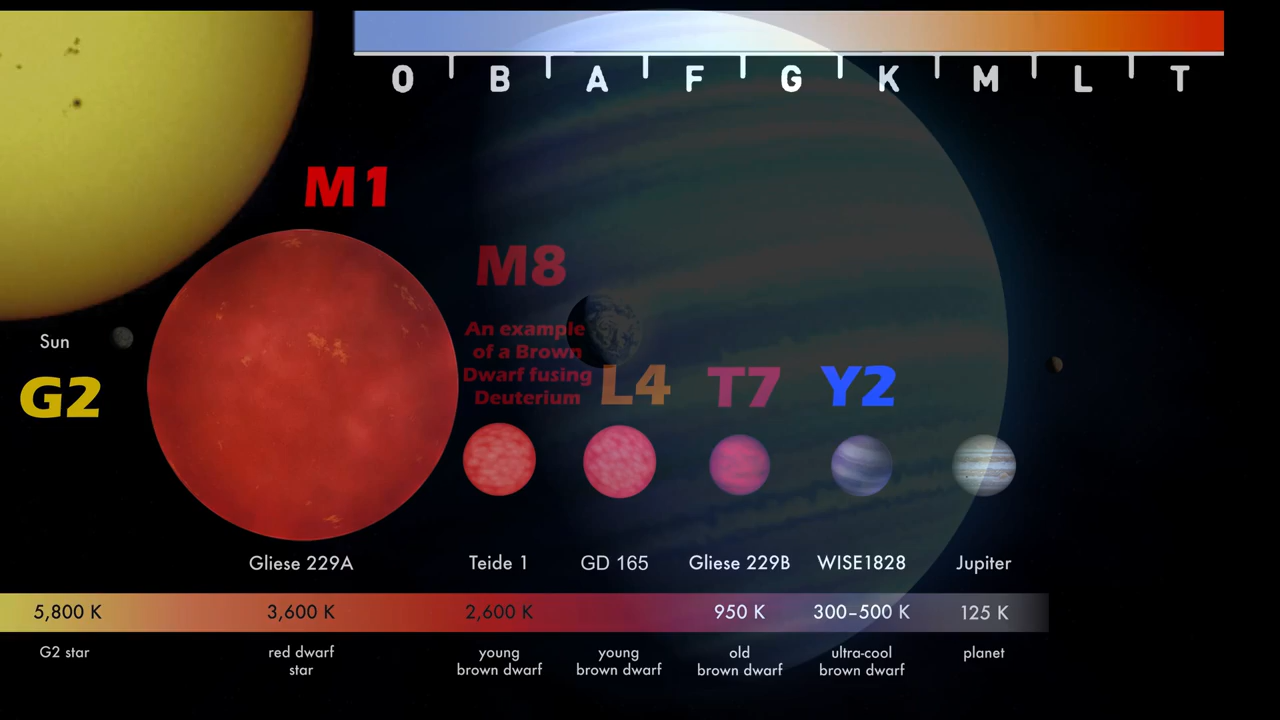 O B A F G K M L T
M1
M8
An example
of a Brown
Dwarf fusing
Deuterium
Sun
G2
L4 T7 Y2
Gliese 229A Teide 1 GD 165 Gliese 229B WISE1828 Jupiter
5,800 K 3,600 K 2,600 K 950 K 300–500 K 125 K
G2 star red dwarf young young old ultra-cool planet
star brown dwarf brown dwarf brown dwarf brown dwarf